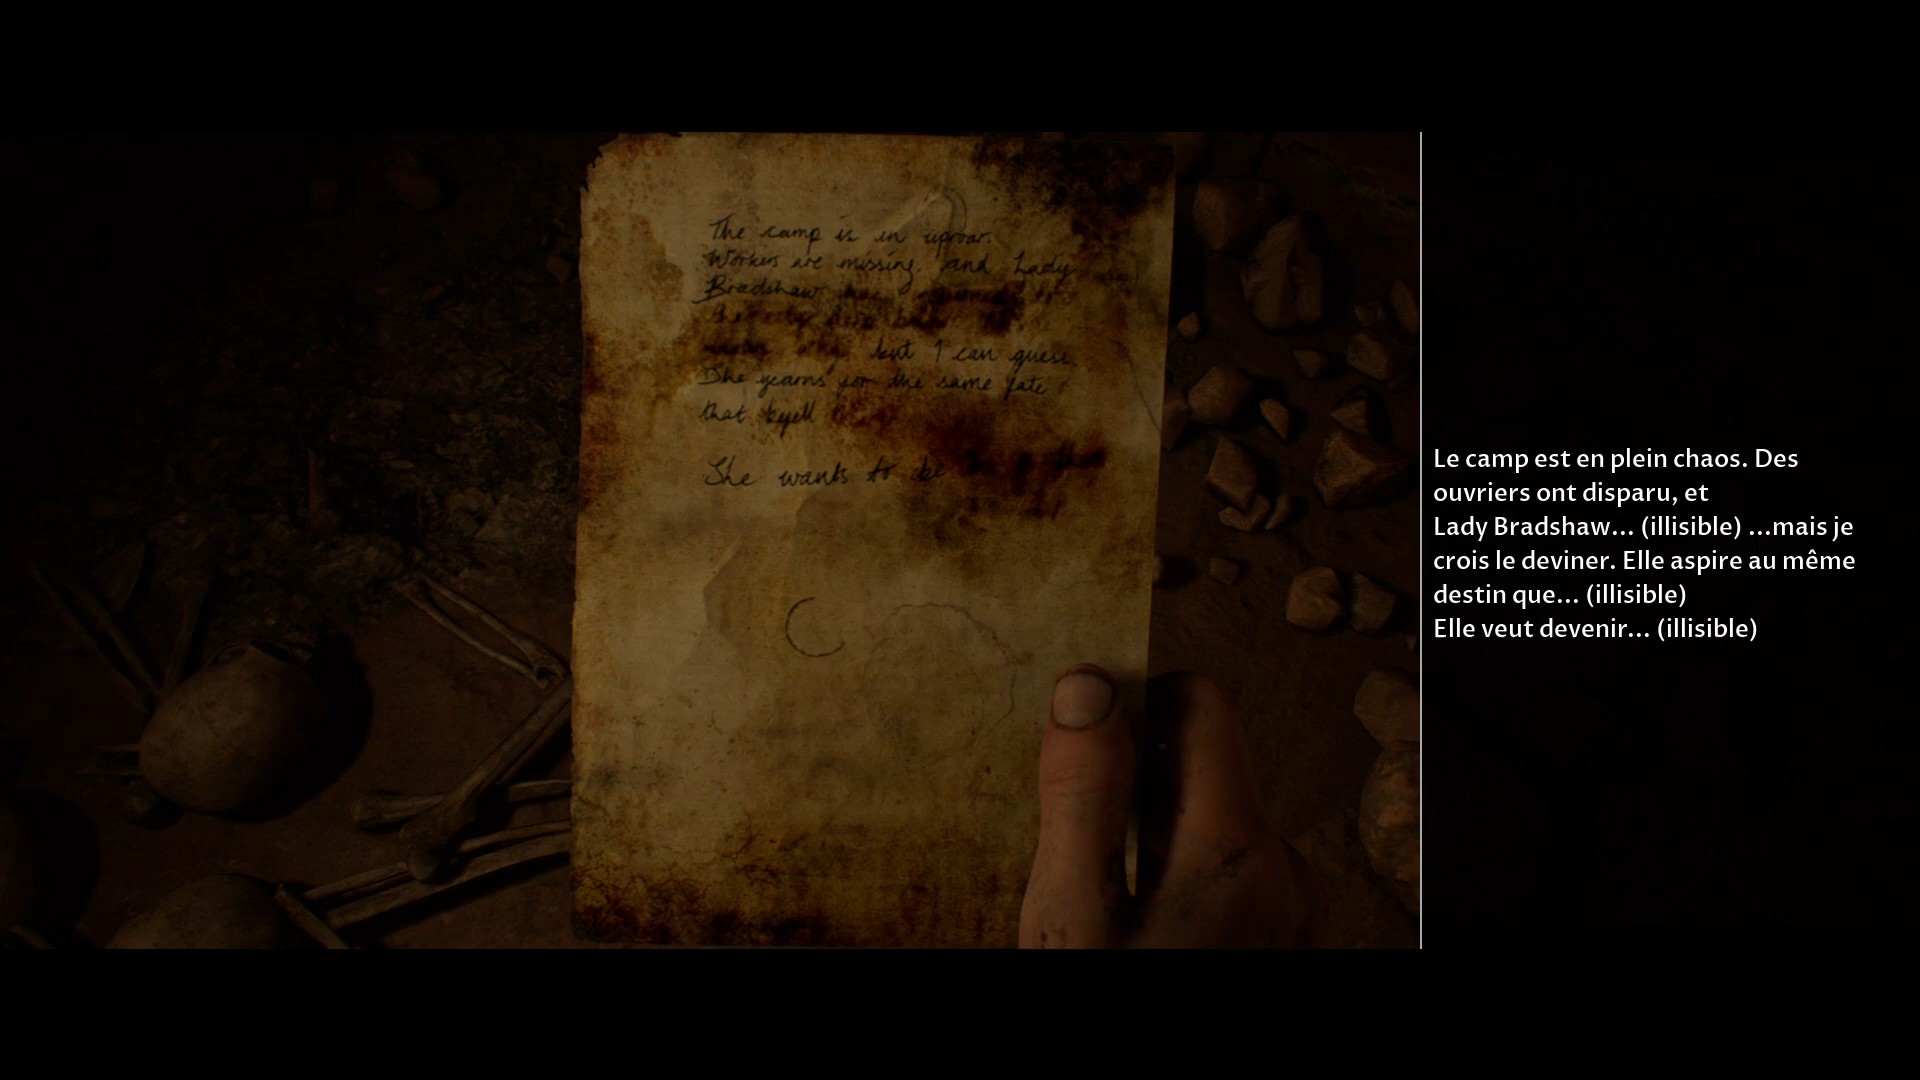 The camp is in uproar.
Workers are missing, and Lady
Bradshaw
but I can guess.
She yearns for the same fate
that
She wants to be
Le camp est en plein chaos. Des
ouvriers ont disparu, et
Lady Bradshaw... (illisible) ...mais je
crois le deviner. Elle aspire au même
destin que... (illisible)
Elle veut devenir... (illisible)